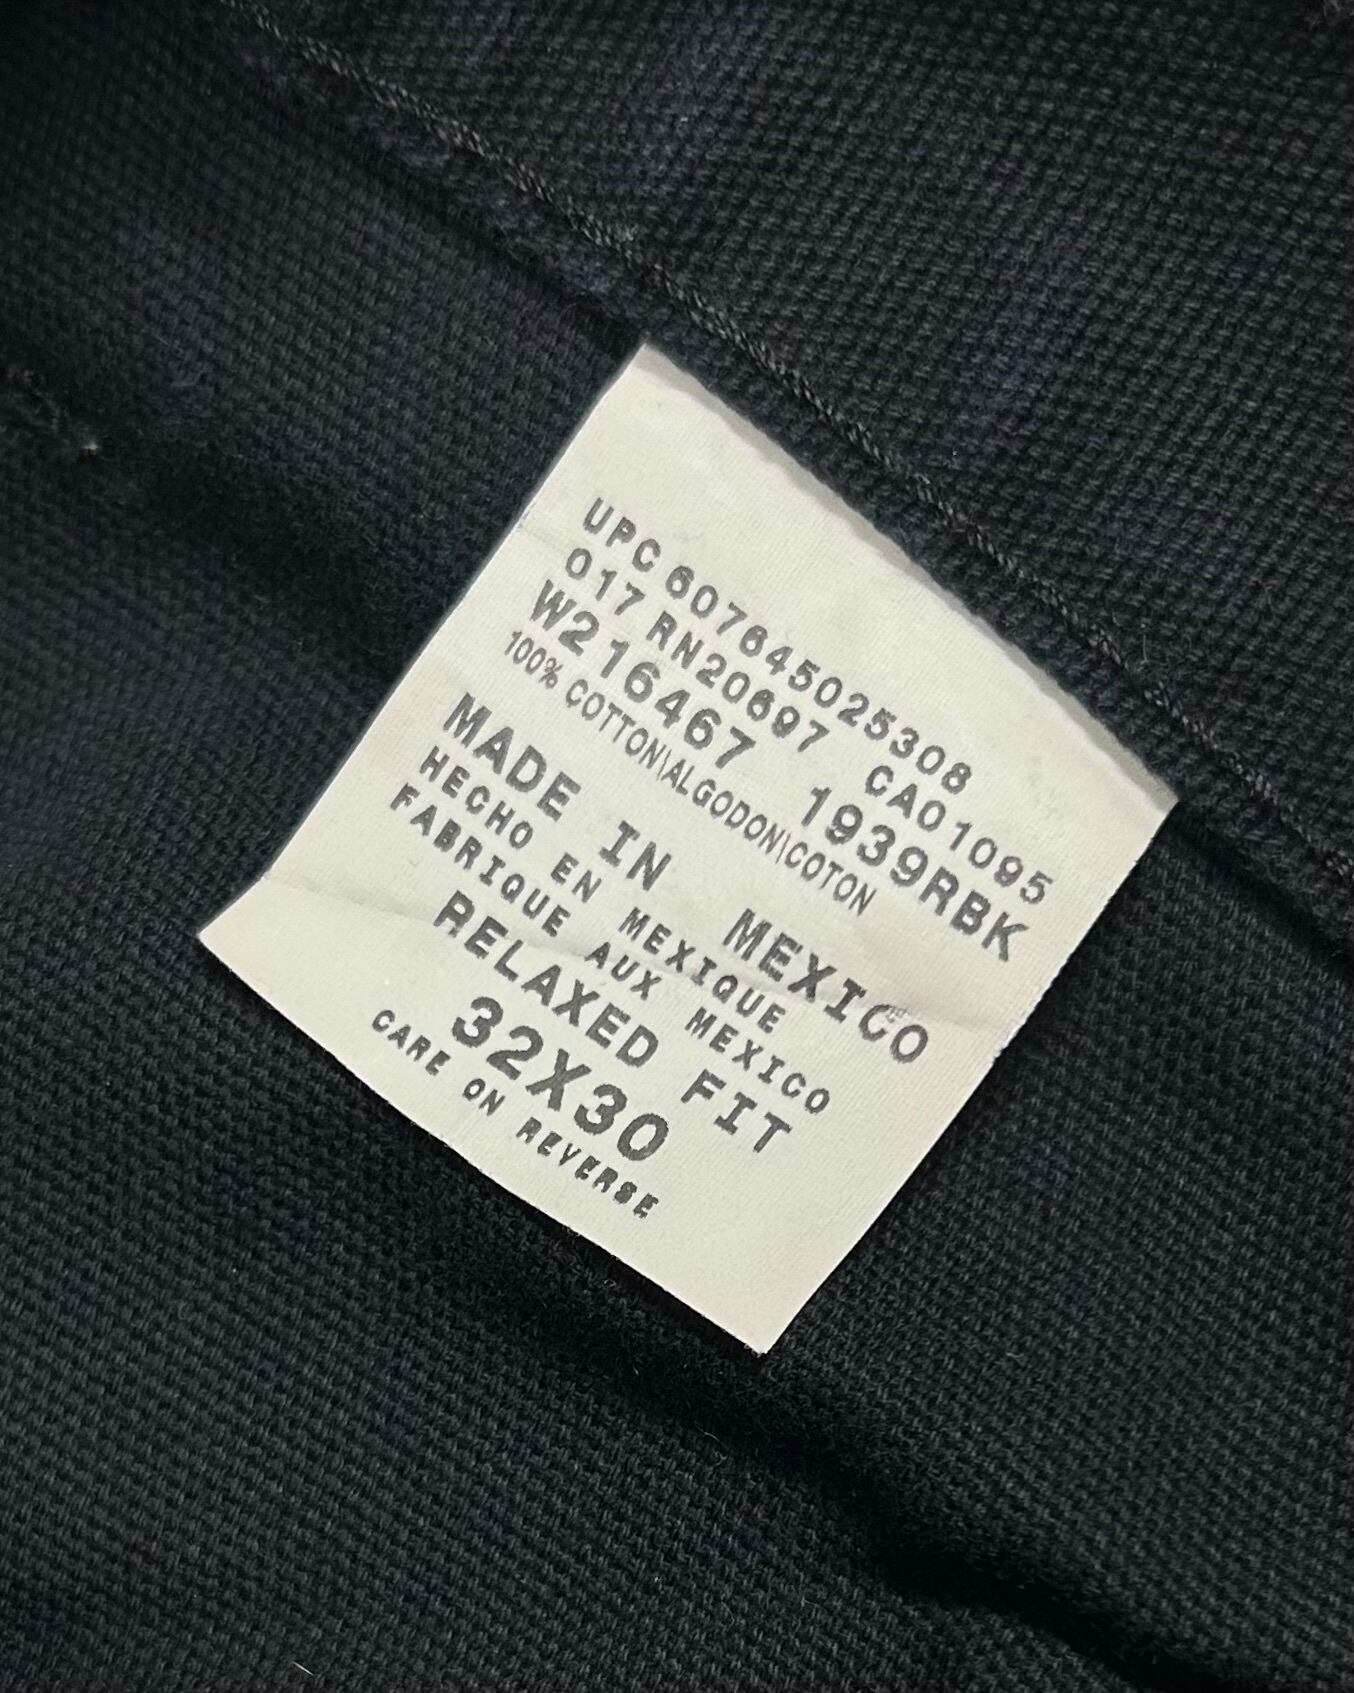 UPC 607645025308
017 RN20697 CA01095
W216467 1939RBK
100% COTTON\ALGODON\COTON
MADE IN MEXICO
HECHO EN MEXIQUE
FABRIQUE AUX MEXICO
RELAXED FIT
32X30
CARE ON REVERSE